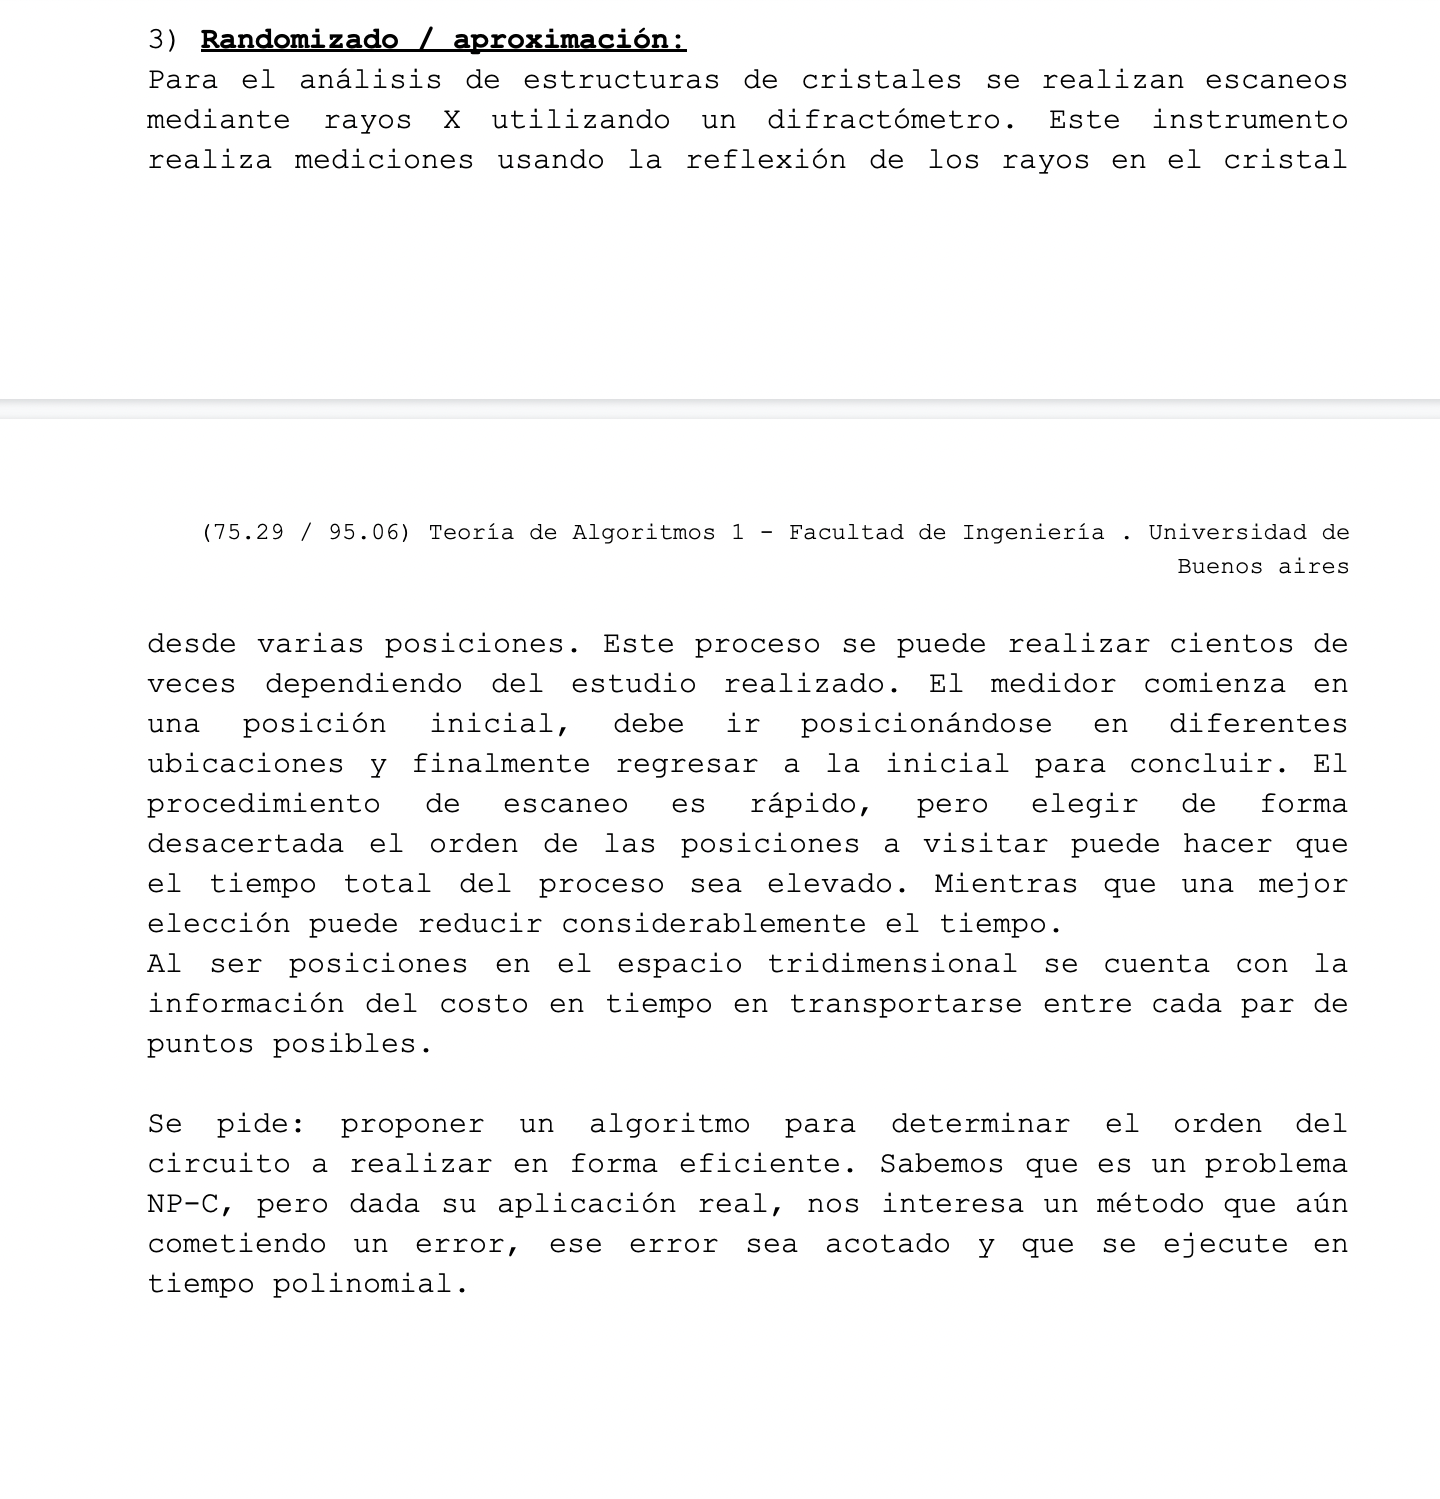 3) Randomizado / aproximación:
Para el análisis de estructuras de cristales se realizan escaneos
mediante rayos X utilizando un difractómetro. Este instrumento
realiza mediciones usando la reflexión de los rayos en el cristal
(75.29 / 95.06) Teoría de Algoritmos 1 - Facultad de Ingeniería . Universidad de
Buenos aires
desde varias posiciones. Este proceso se puede realizar cientos de
veces dependiendo del estudio realizado. El medidor comienza en
una posición inicial, debe ir posicionándose en diferentes
ubicaciones y finalmente regresar a la inicial para concluir. El
procedimiento de escaneo es rápido, pero elegir de forma
desacertada el orden de las posiciones a visitar puede hacer que
el tiempo total del proceso sea elevado. Mientras que una mejor
elección puede reducir considerablemente el tiempo.
Al ser posiciones en el espacio tridimensional se cuenta con la
información del costo en tiempo en transportarse entre cada par de
puntos posibles.
Se pide: proponer un algoritmo para determinar el orden del
circuito a realizar en forma eficiente. Sabemos que es un problema
NP-C, pero dada su aplicación real, nos interesa un método que aún
cometiendo un error, ese error sea acotado y que se ejecute en
tiempo polinomial.